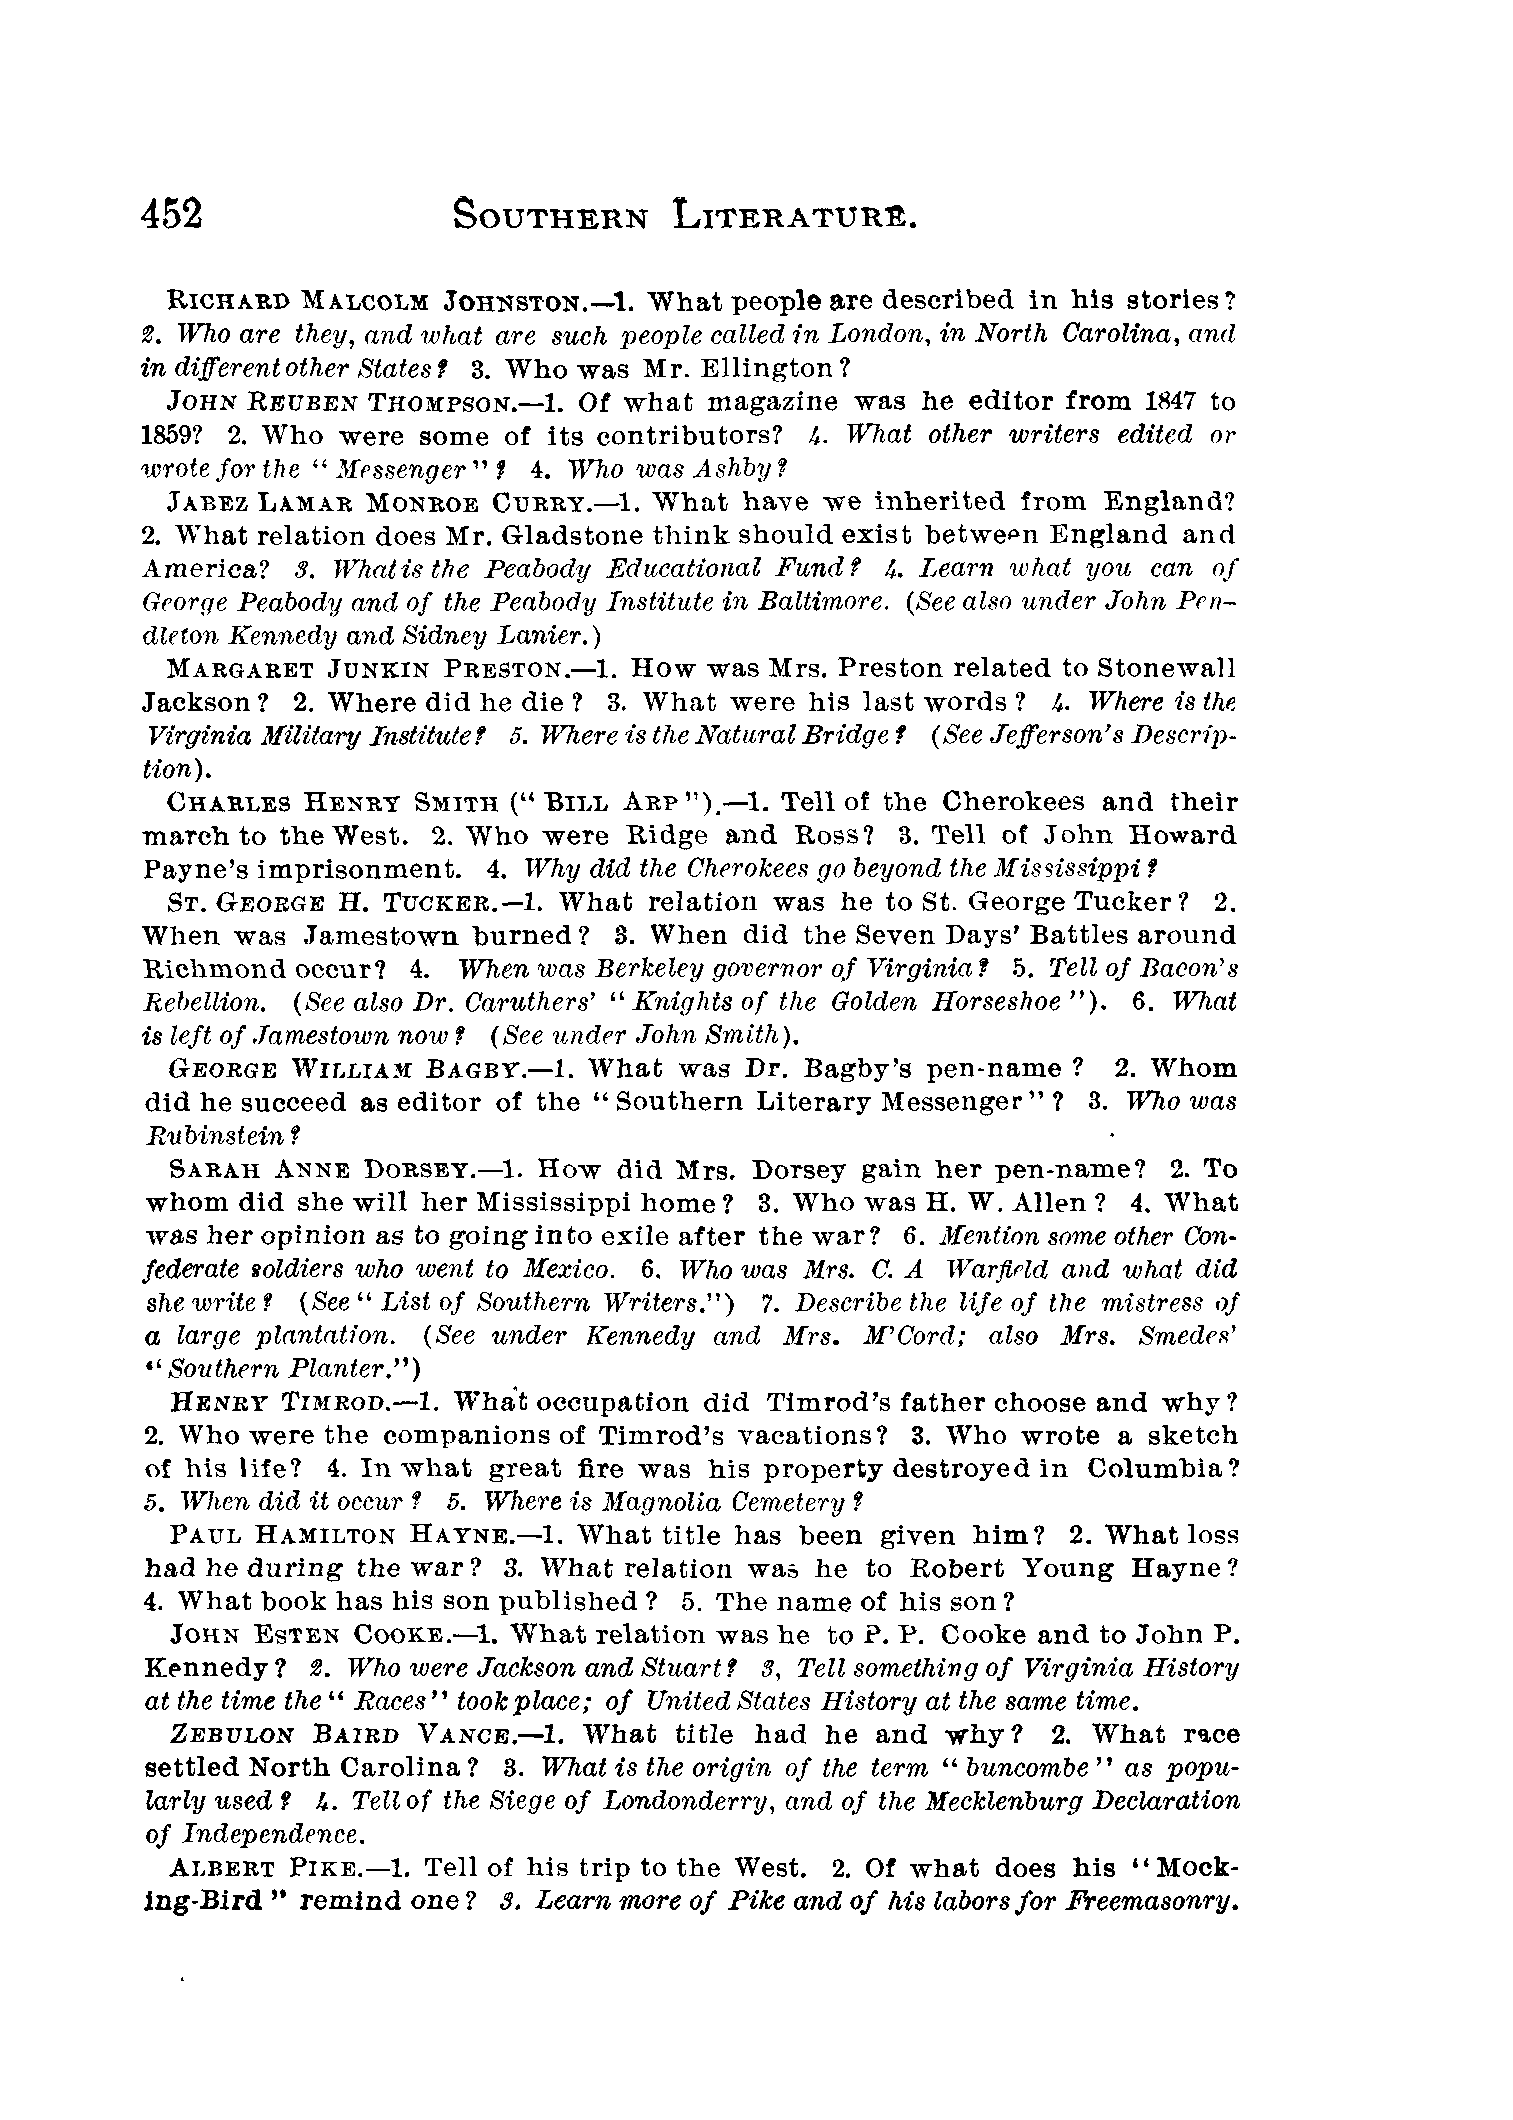 452 SOUTHERN LITERATURE.
RICHARD MALCOLM JOHNSTON.—1. What people are described in his stories?
2. Who are they, and what are such people called in London, in North Carolina, and
in different other States? 3. Who was Mr. Ellington?
JOHN REUBEN THOMPSON.—1. Of what magazine was he editor from 1847 to
1859? 2. Who were some of its contributors? 4. What other writers edited or
wrote for the "Messenger"? 4. Who was Ashby?
JABEZ LAMAR MONROE CURRY.—1. What have we inherited from England?
2. What relation does Mr. Gladstone think should exist between England and
America? 3. What is the Peabody Educational Fund? 4. Learn what you can of
George Peabody and of the Peabody Institute in Baltimore. (See also under John Pen-
dleton Kennedy and Sidney Lanier.)
MARGARET JUNKIN PRESTON.—1. How was Mrs. Preston related to Stonewall
Jackson? 2. Where did he die? 3. What were his last words? 4. Where is the
Virginia Military Institute? 5. Where is the Natural Bridge? (See Jefferson's Descrip-
tion).
CHARLES HENRY SMITH ("BILL ARP").—1. Tell of the Cherokees and their
march to the West. 2. Who were Ridge and Ross? 3. Tell of John Howard
Payne's imprisonment. 4. Why did the Cherokees go beyond the Mississippi?
ST. GEORGE H. TUCKER.—1. What relation was he to St. George Tucker? 2.
When was Jamestown burned? 3. When did the Seven Days' Battles around
Richmond occur? 4. When was Berkeley governor of Virginia? 5. Tell of Bacon's
Rebellion. (See also Dr. Caruthers' "Knights of the Golden Horseshoe"). 6. What
is left of Jamestown now? (See under John Smith).
GEORGE WILLIAM BAGBY.—1. What was Dr. Bagby's pen-name? 2. Whom
did he succeed as editor of the "Southern Literary Messenger"? 3. Who was
Rubinstein?
SARAH ANNE DORSEY.—1. How did Mrs. Dorsey gain her pen-name? 2. To
whom did she will her Mississippi home? 3. Who was H. W. Allen? 4. What
was her opinion as to going into exile after the war? 6. Mention some other Con-
federate soldiers who went to Mexico. 6. Who was Mrs. C. A Warfield and what did
she write? (See "List of Southern Writers.") 7. Describe the life of the mistress of
a large plantation. (See under Kennedy and Mrs. M'Cord; also Mrs. Smedes'
"Southern Planter.")
HENRY TIMROD.—1. What occupation did Timrod's father choose and why?
2. Who were the companions of Timrod's vacations? 3. Who wrote a sketch
of his life? 4. In what great fire was his property destroyed in Columbia?
5. When did it occur? 5. Where is Magnolia Cemetery?
PAUL HAMILTON HAYNE.—1. What title has been given him? 2. What loss
had he during the war? 3. What relation was he to Robert Young Hayne?
4. What book has his son published? 5. The name of his son?
JOHN ESTEN COOKE.—1. What relation was he to P. P. Cooke and to John P.
Kennedy? 2. Who were Jackson and Stuart? 3, Tell something of Virginia History
at the time the "Races" took place; of United States History at the same time.
ZEBULON BAIRD VANCE.—1. What title had he and why? 2. What race
settled North Carolina? 3. What is the origin of the term "buncombe" as popu-
larly used? 4. Tell of the Siege of Londonderry, and of the Mecklenburg Declaration
of Independence.
ALBERT PIKE.—1. Tell of his trip to the West. 2. Of what does his "Mock-
ing-Bird" remind one? 3. Learn more of Pike and of his labors for Freemasonry.